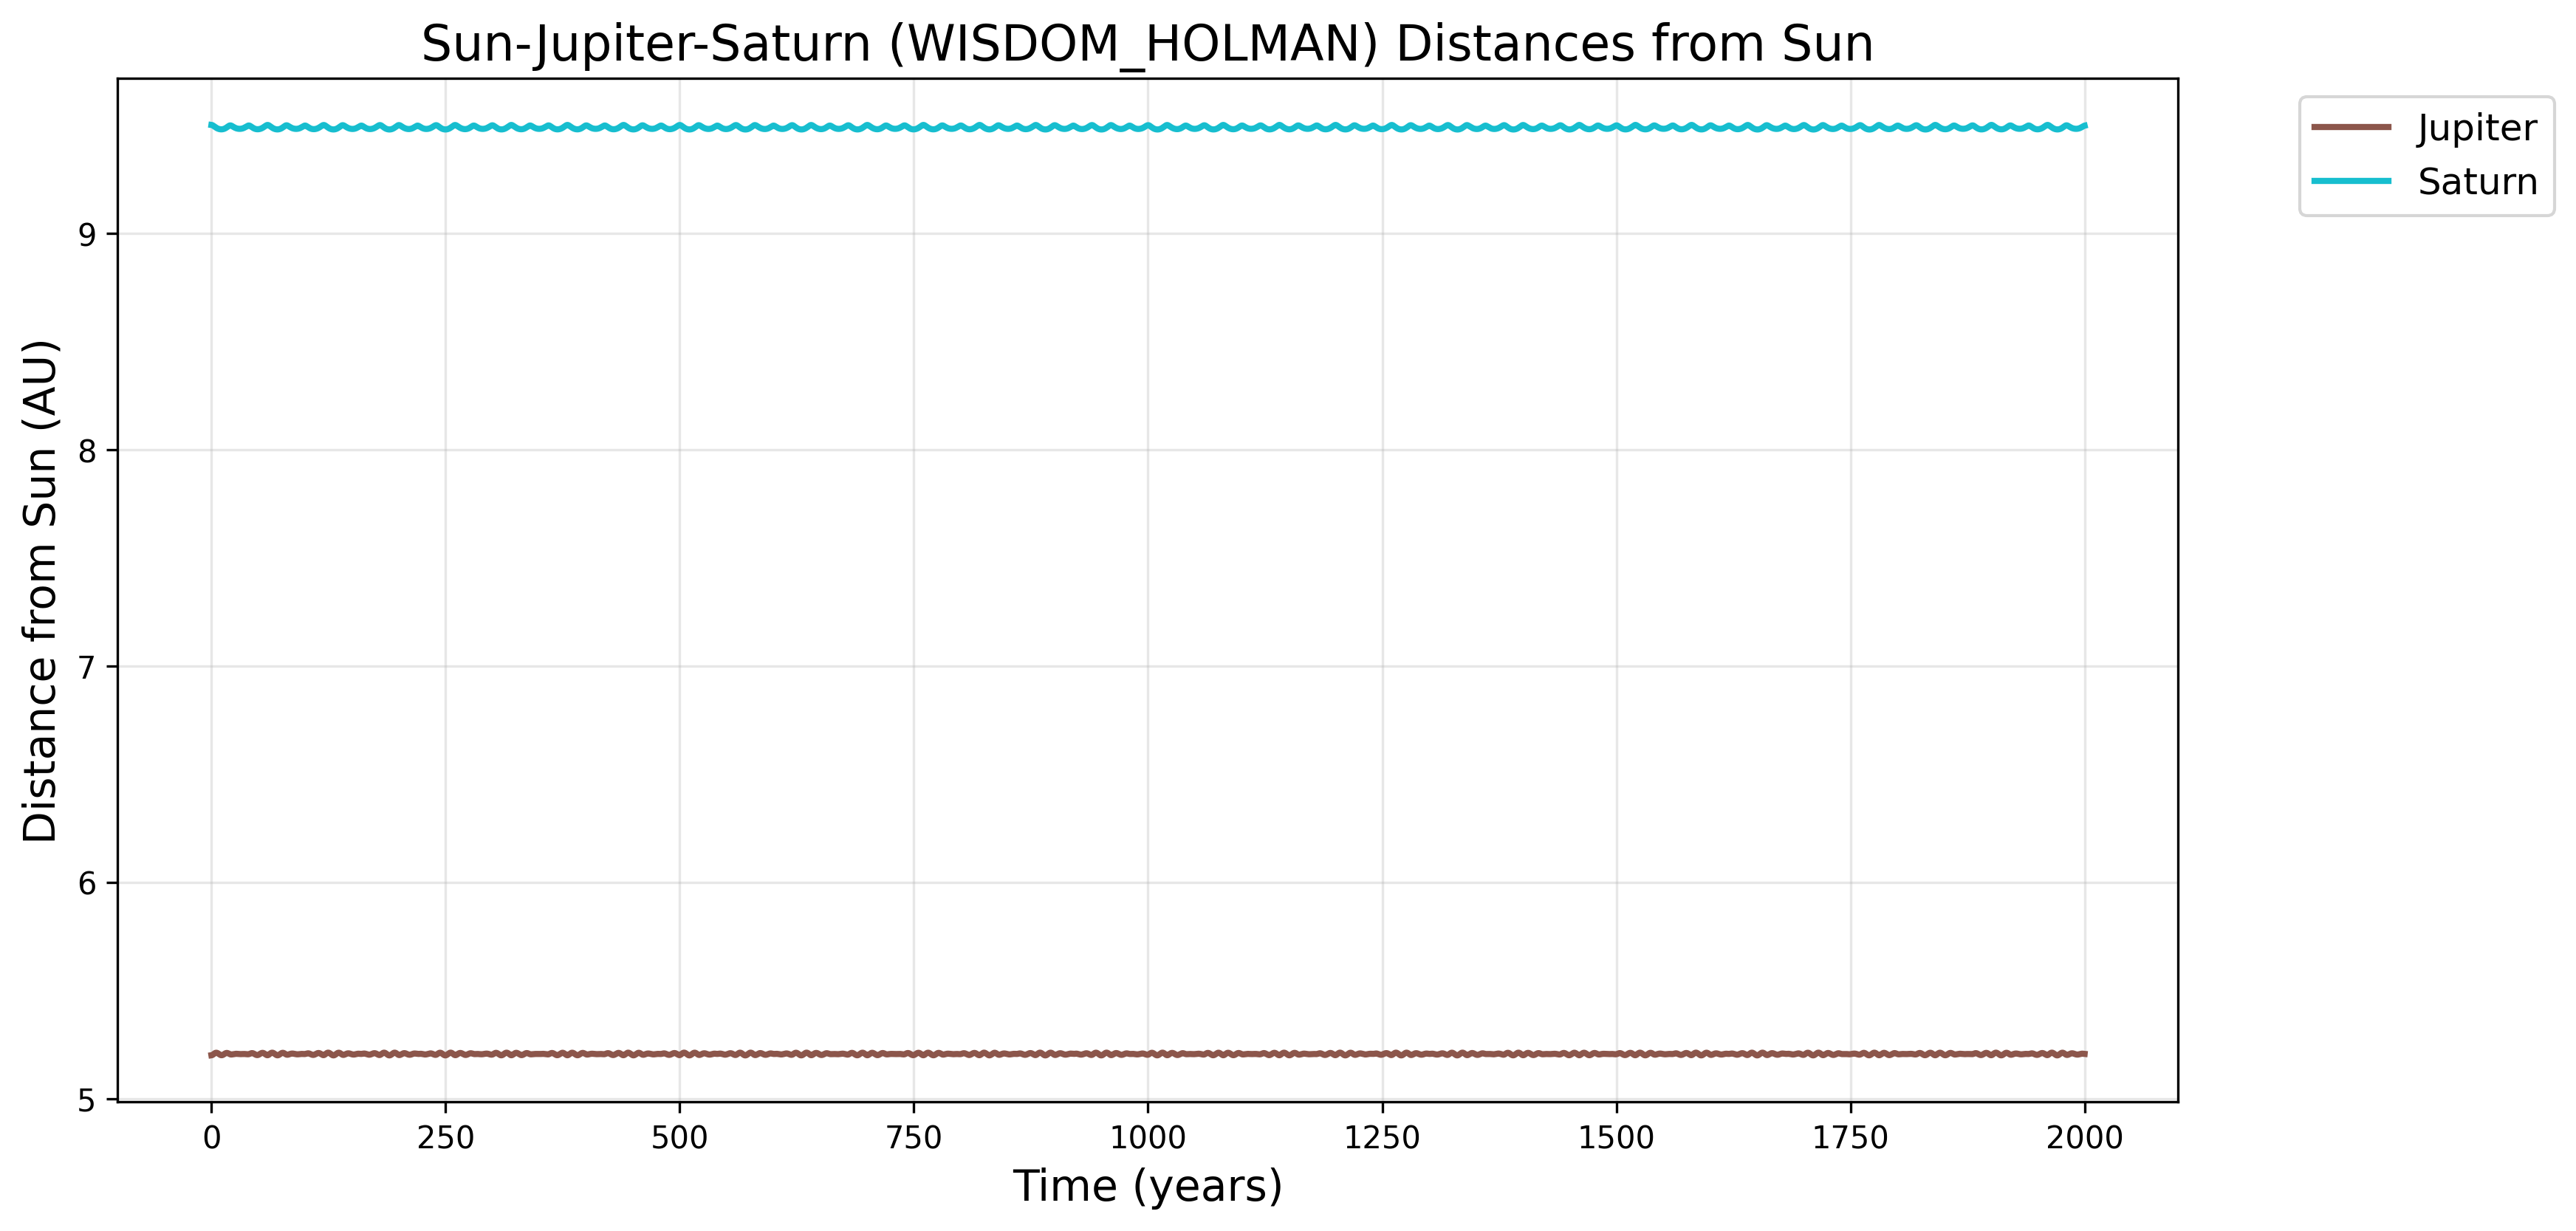 Sun-Jupiter-Saturn (WISDOM_HOLMAN) Distances from Sun
Jupiter
Saturn
Distance from Sun (AU)
9
8
7
6
5
0 250 500 750 1000 1250 1500 1750 2000
Time (years)